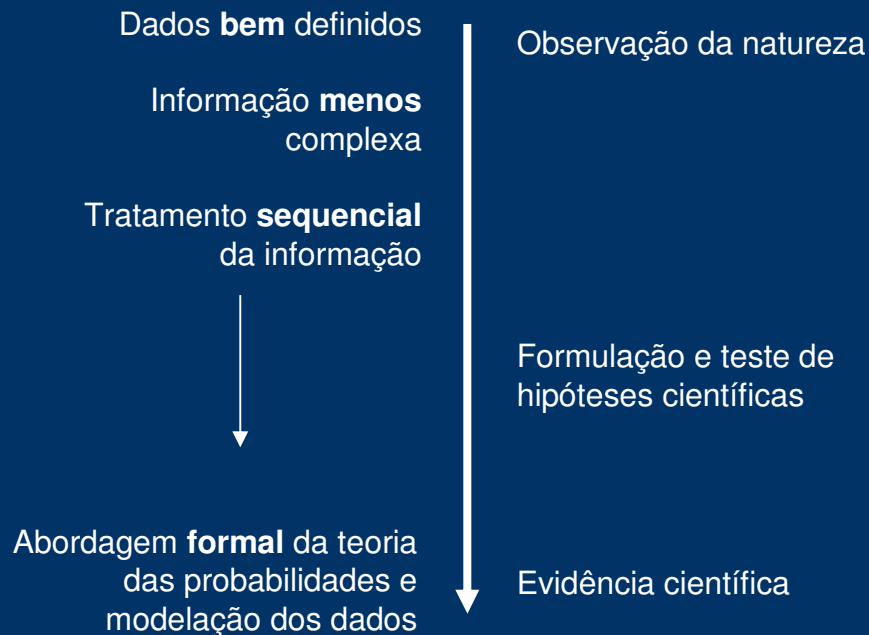 Dados bem definidos
Informação menos
complexa
Tratamento sequencial
da informação
Abordagem formal da teoria
das probabilidades e
modelação dos dados
Observação da natureza
Formulação e teste de
hipóteses científicas
Evidência científica